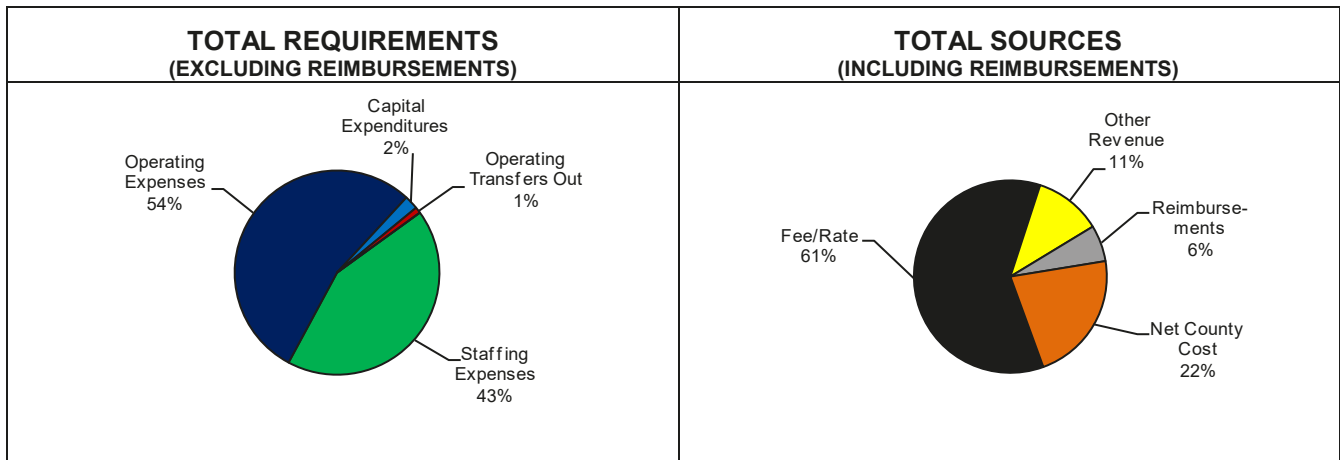 TOTAL REQUIREMENTS
(EXCLUDING REIMBURSEMENTS)
Capital
Expenditures
2%
Operating
Transfers Out
1%
Operating
Expenses
54%
Staffing
Expenses
43%
TOTAL SOURCES
(INCLUDING REIMBURSEMENTS)
Other
Revenue
11%
Reimburse-
ments
6%
Fee/Rate
61%
Net County
Cost
22%